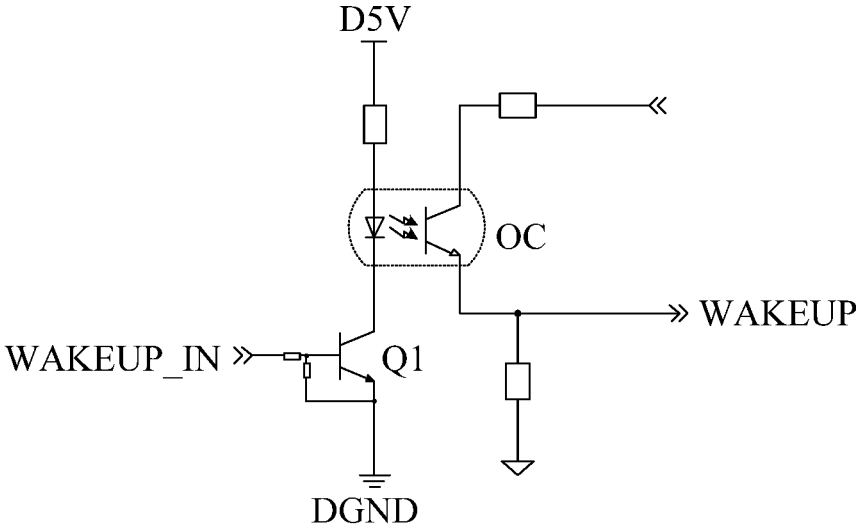 D5V
OC
WAKEUP
WAKEUP_IN
Q1
DGND